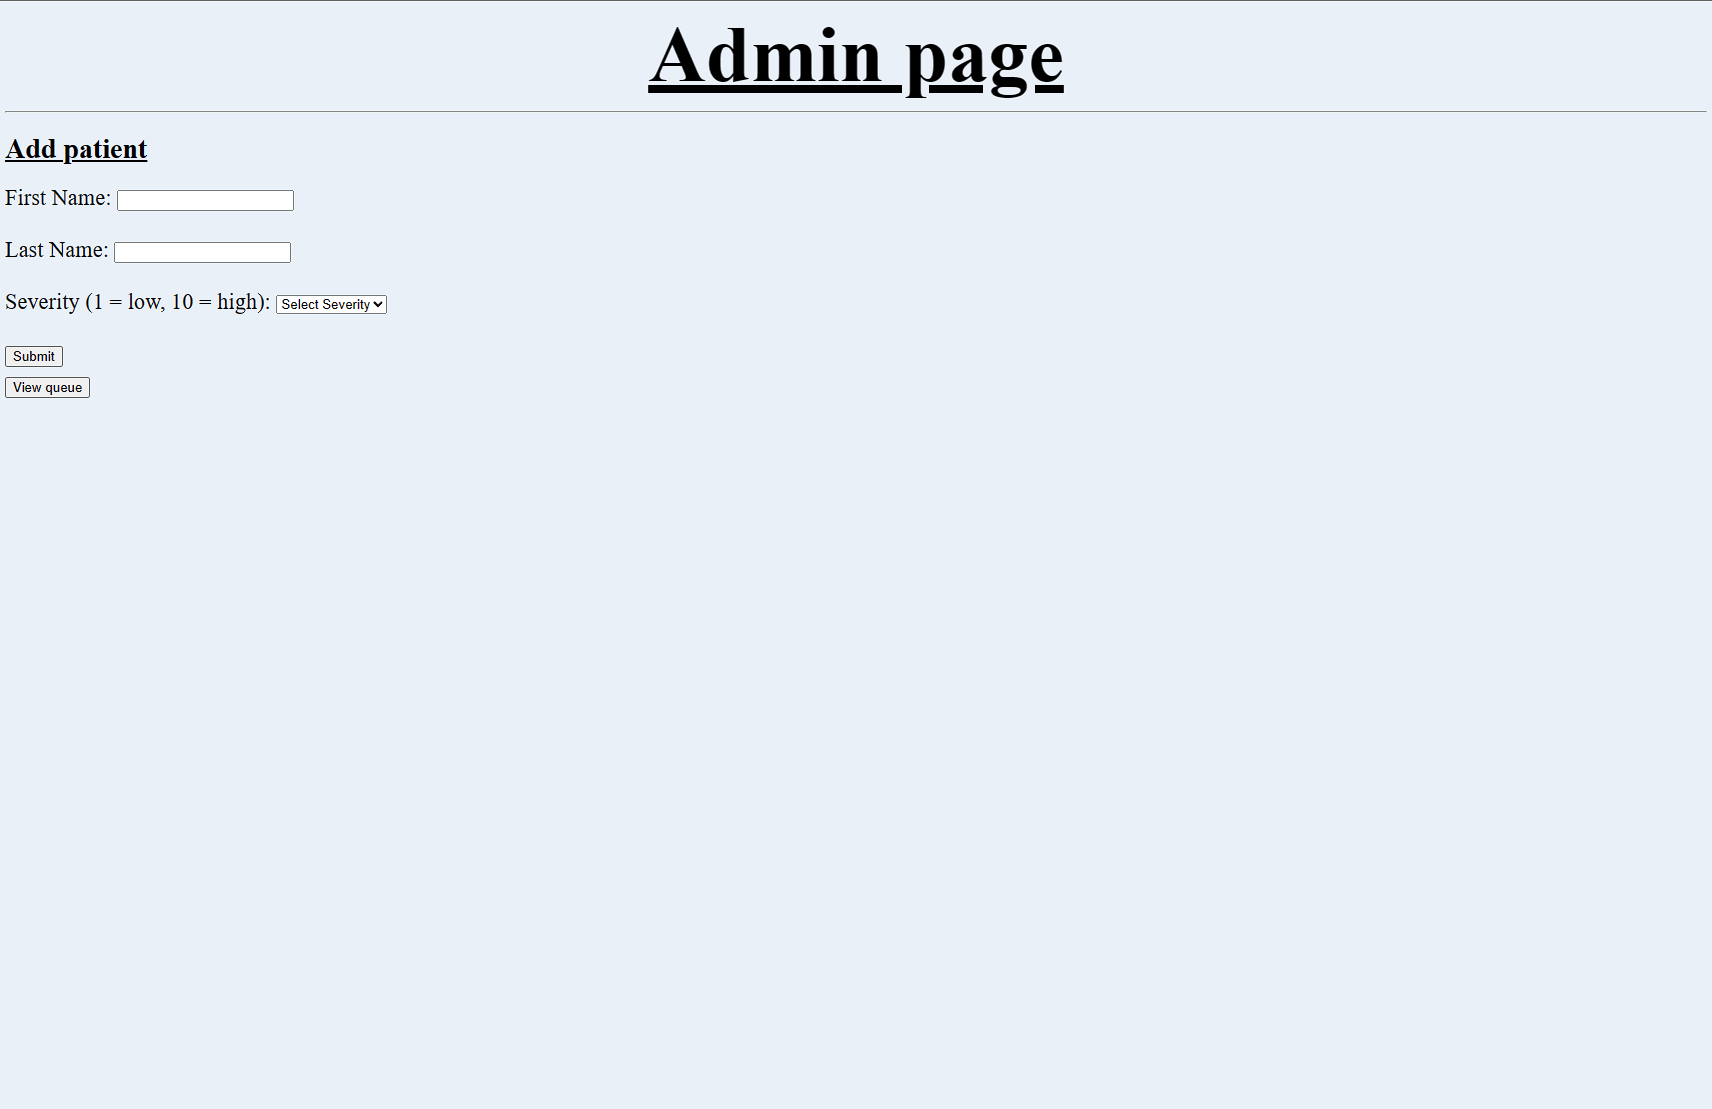 Admin page
Add patient
First Name:
Last Name:
Severity (1 = low, 10 = high): Select Severity
Submit
View queue